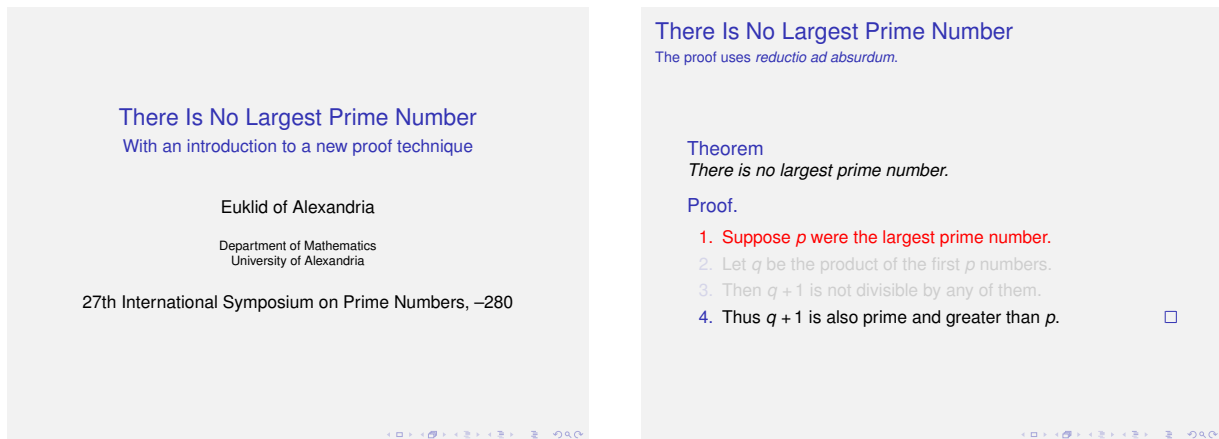 There Is No Largest Prime Number
With an introduction to a new proof technique
Euklid of Alexandria
Department of Mathematics
University of Alexandria
27th International Symposium on Prime Numbers, –280
There Is No Largest Prime Number
The proof uses reductio ad absurdum.
Theorem
There is no largest prime number.
Proof.
1. Suppose p were the largest prime number.
2. Let q be the product of the first p numbers.
3. Then q + 1 is not divisible by any of them.
4. Thus q + 1 is also prime and greater than p. □